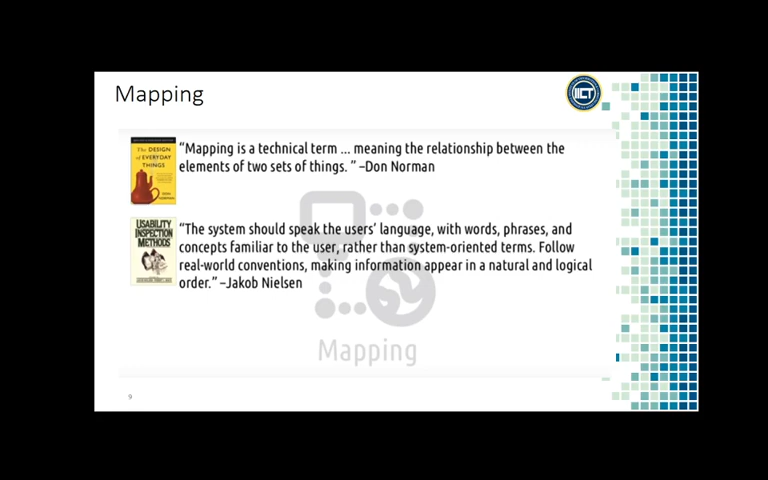 Mapping
IICT
The DESIGN
of EVERYDAY
THINGS
“Mapping is a technical term ... meaning the relationship between the
elements of two sets of things. ” –Don Norman
USABILITY
INSPECTION
METHODS
“The system should speak the users’ language, with words, phrases, and
concepts familiar to the user, rather than system-oriented terms. Follow
real-world conventions, making information appear in a natural and logical
order.” –Jakob Nielsen
Mapping
9